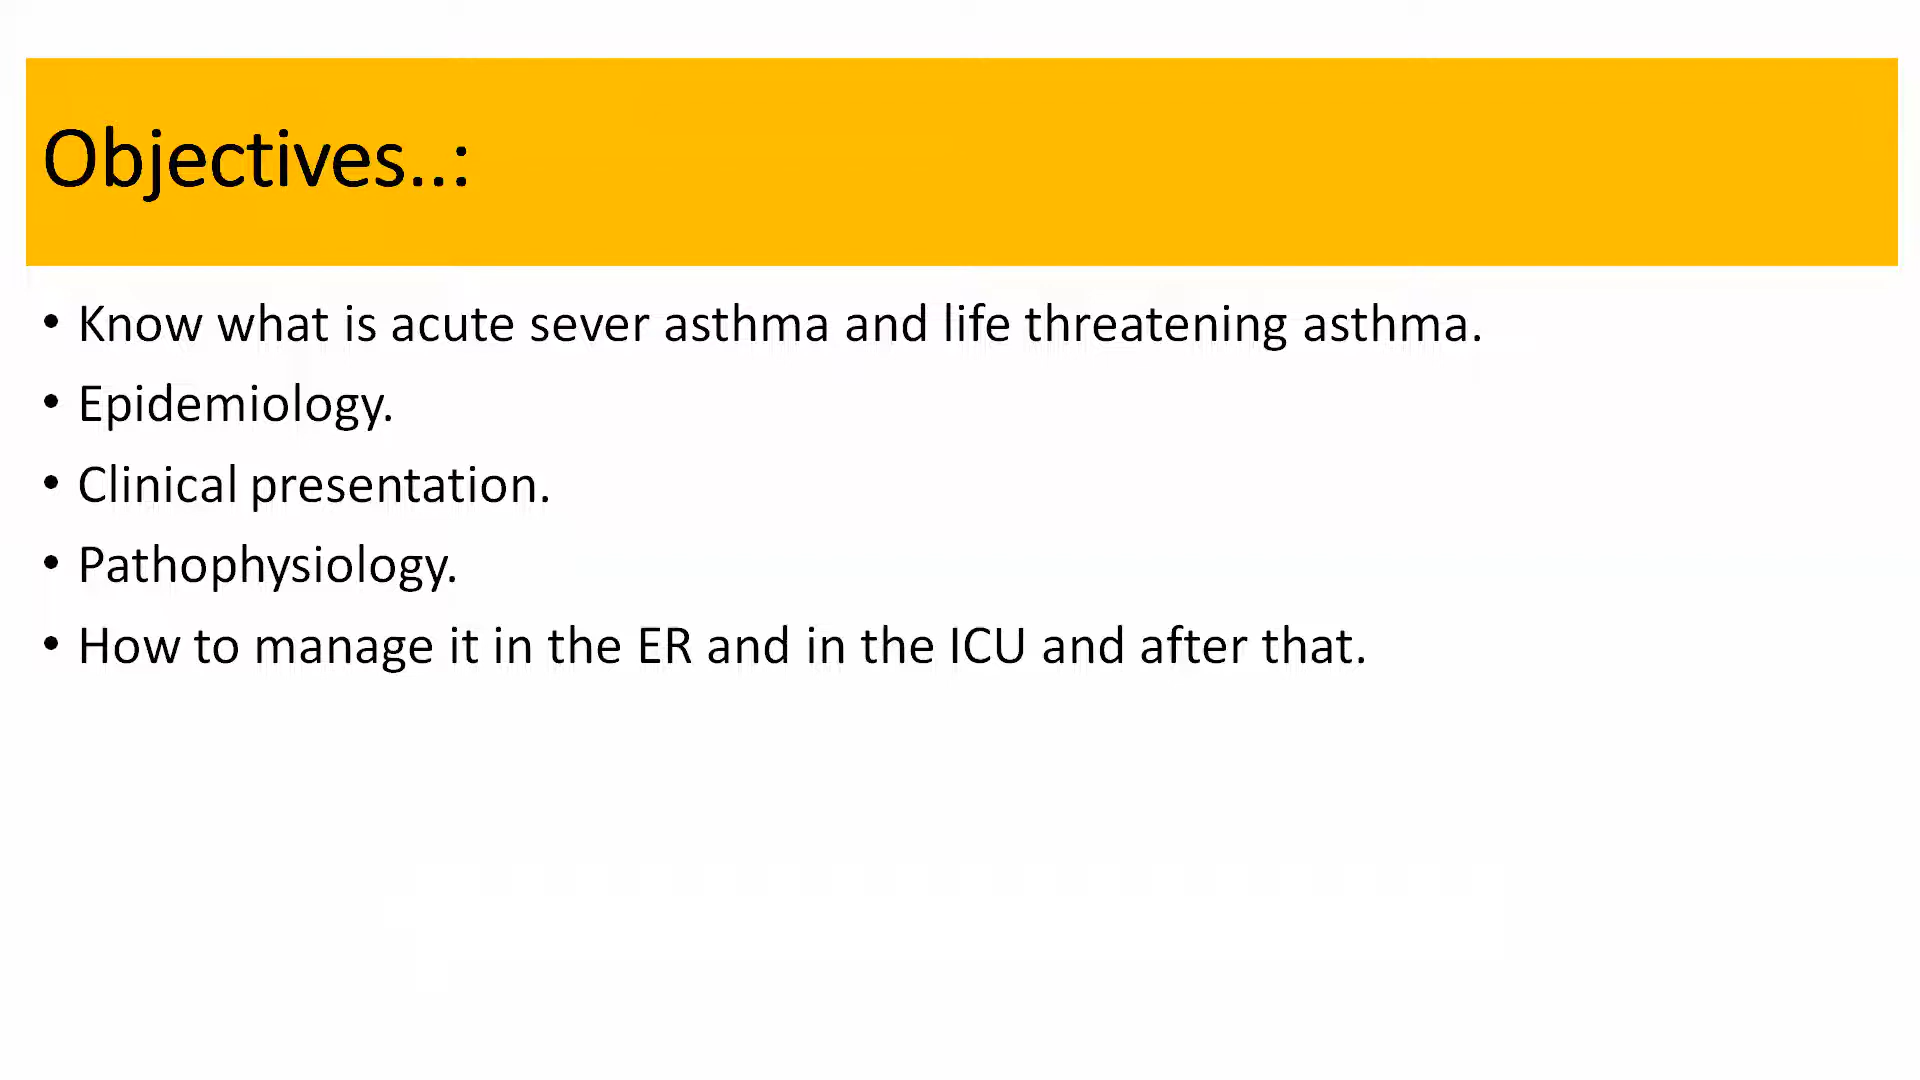 Objectives..:
• Know what is acute sever asthma and life threatening asthma.
• Epidemiology.
• Clinical presentation.
• Pathophysiology.
• How to manage it in the ER and in the ICU and after that.